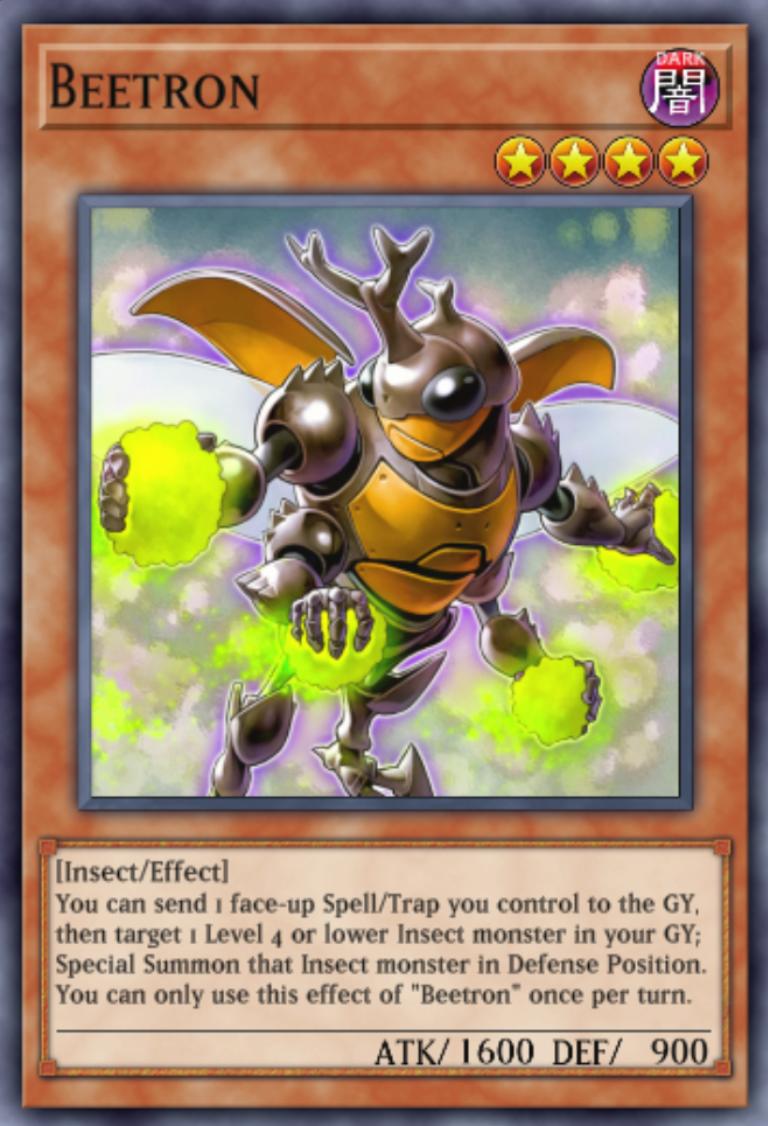 BEETRON
DARK
闇
[Insect/Effect]
You can send 1 face-up Spell/Trap you control to the GY,
then target 1 Level 4 or lower Insect monster in your GY;
Special Summon that Insect monster in Defense Position.
You can only use this effect of "Beetron" once per turn.
ATK/ 1600 DEF/ 900